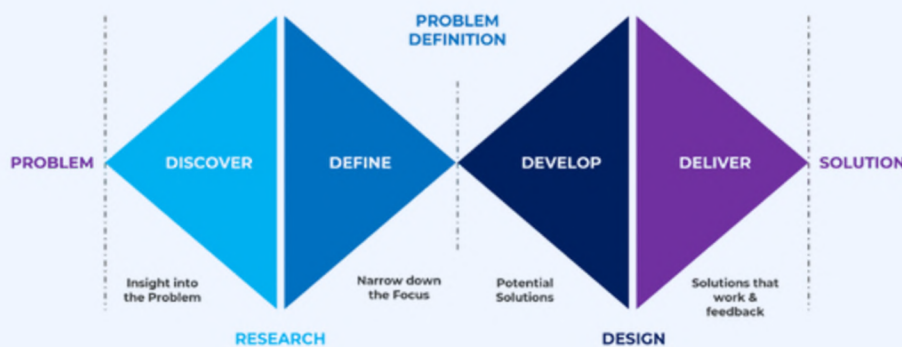 PROBLEM
DEFINITION
PROBLEM
DISCOVER
DEFINE
DEVELOP
DELIVER
SOLUTION
Insight into
the Problem
Narrow down
the Focus
Potential
Solutions
Solutions that
work &
feedback
RESEARCH
DESIGN